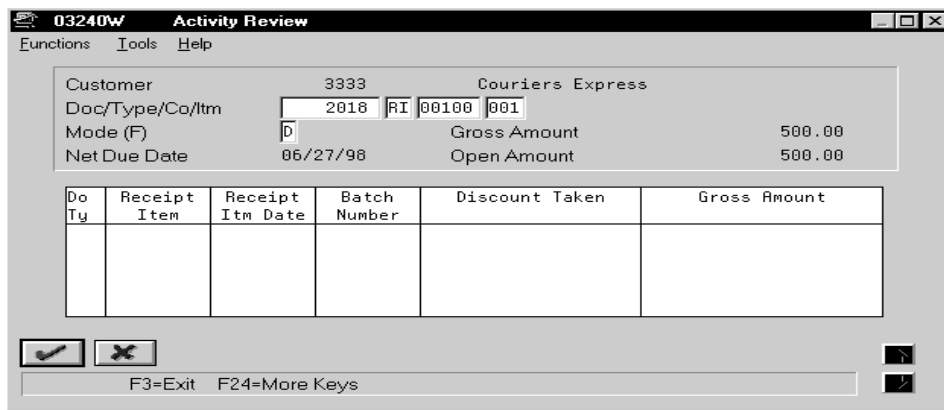 03240W Activity Review
Functions Tools Help
Customer 3333 Couriers Express
Doc/Type/Co/Itm 2018 RI 00100 001
Mode (F) D Gross Amount 500.00
Net Due Date 06/27/98 Open Amount 500.00
Do Receipt Receipt Batch Discount Taken Gross Amount
Ty Item Itm Date Number
F3=Exit F24=More Keys